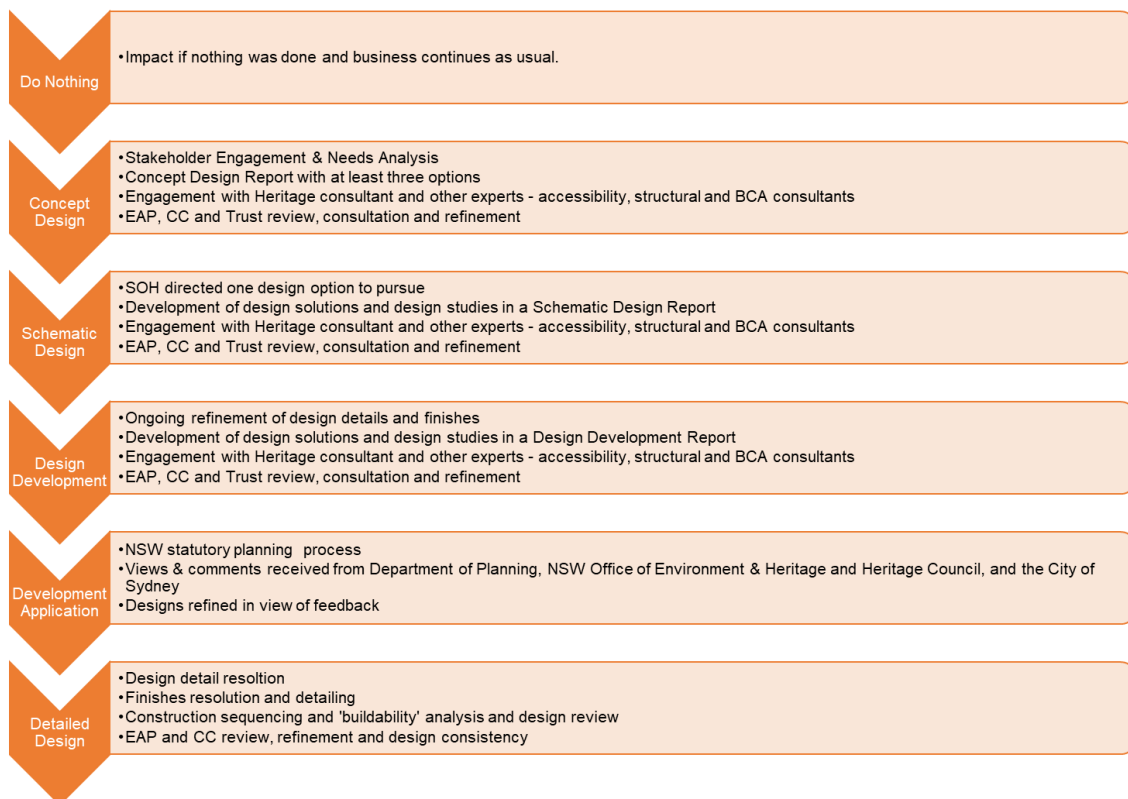 Do Nothing
•Impact if nothing was done and business continues as usual.
Concept
Design
•Stakeholder Engagement & Needs Analysis
•Concept Design Report with at least three options
•Engagement with Heritage consultant and other experts - accessibility, structural and BCA consultants
•EAP, CC and Trust review, consultation and refinement
Schematic
Design
•SOH directed one design option to pursue
•Development of design solutions and design studies in a Schematic Design Report
•Engagement with Heritage consultant and other experts - accessibility, structural and BCA consultants
•EAP, CC and Trust review, consultation and refinement
Design
Development
•Ongoing refinement of design details and finishes
•Development of design solutions and design studies in a Design Development Report
•Engagement with Heritage consultant and other experts - accessibility, structural and BCA consultants
•EAP, CC and Trust review, consultation and refinement
Development
Application
•NSW statutory planning process
•Views & comments received from Department of Planning, NSW Office of Environment & Heritage and Heritage Council, and the City of
Sydney
•Designs refined in view of feedback
Detailed
Design
•Design detail resoltion
•Finishes resolution and detailing
•Construction sequencing and 'buildability' analysis and design review
•EAP and CC review, refinement and design consistency